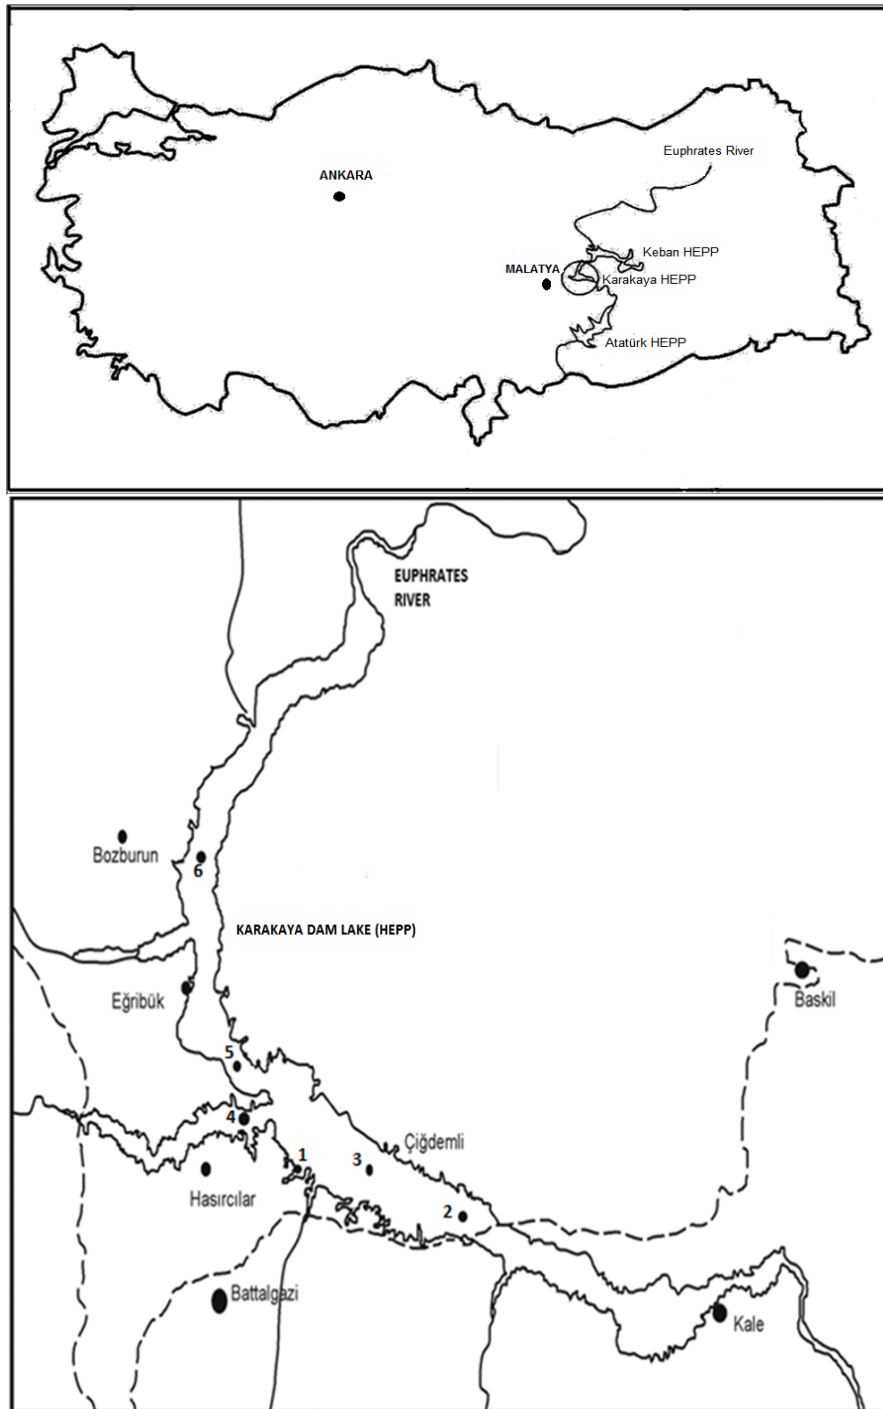 Euphrates River
ANKARA
Keban HEPP
MALATYA
Karakaya HEPP
Atatürk HEPP
EUPHRATES
RIVER
Bozburun
6
KARAKAYA DAM LAKE (HEPP)
Eğribük
Baskil
5
4
Çiğdemli
1
3
Hasırcılar
2
Battalgazi
Kale